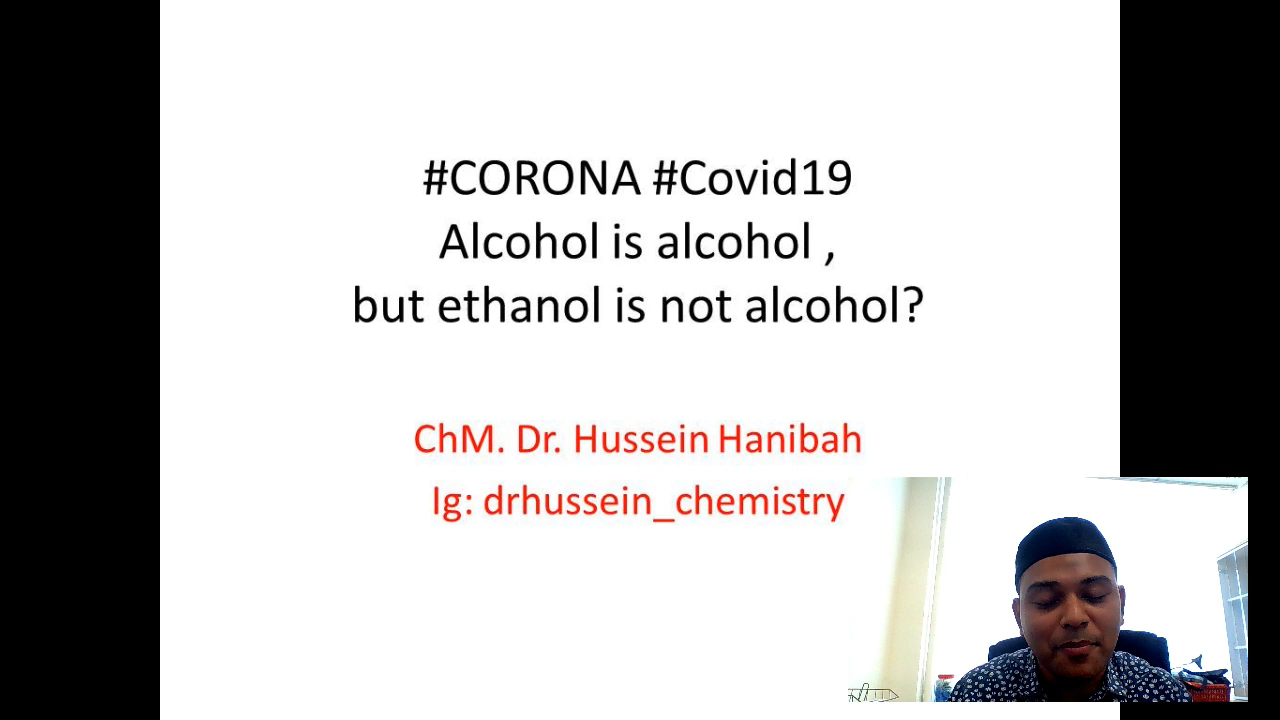 #CORONA #Covid19
Alcohol is alcohol ,
but ethanol is not alcohol?
ChM. Dr. Hussein Hanibah
Ig: drhussein_chemistry